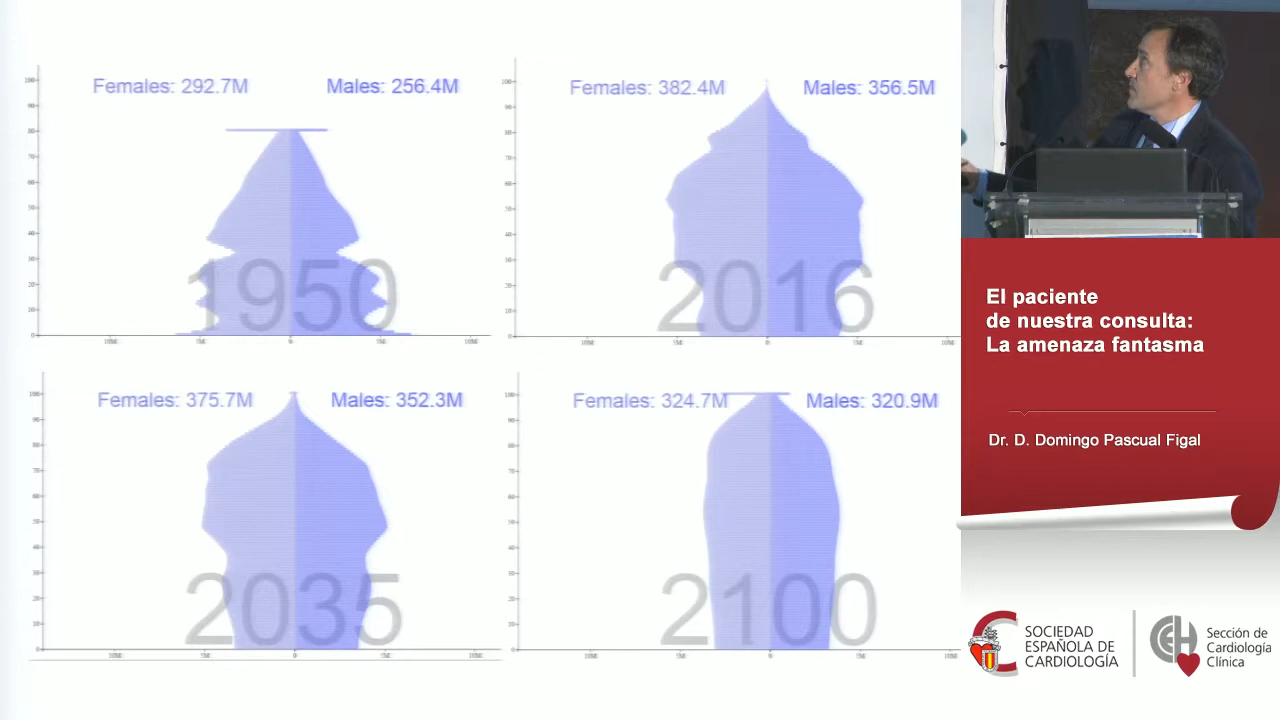 Females: 292.7M
Males: 256.4M
1950
Females: 382.4M
Males: 356.5M
2016
Females: 375.7M
Males: 352.3M
2035
Females: 324.7M
Males: 320.9M
2100
El paciente
de nuestra consulta:
La amenaza fantasma
Dr. D. Domingo Pascual Figal
SOCIEDAD
ESPAÑOLA DE
CARDIOLOGÍA
Sección de
Cardiología
Clínica